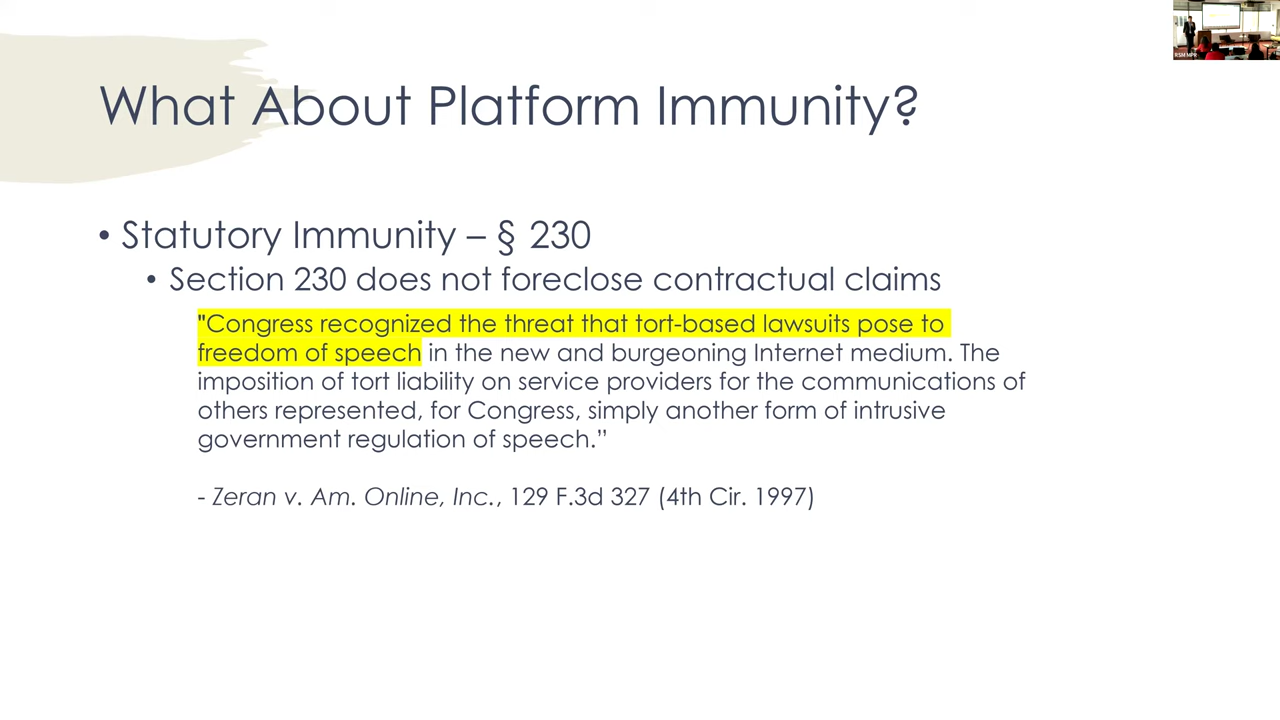 What About Platform Immunity?
• Statutory Immunity – § 230
• Section 230 does not foreclose contractual claims
"Congress recognized the threat that tort-based lawsuits pose to
freedom of speech in the new and burgeoning Internet medium. The
imposition of tort liability on service providers for the communications of
others represented, for Congress, simply another form of intrusive
government regulation of speech.”
- Zeran v. Am. Online, Inc., 129 F.3d 327 (4th Cir. 1997)
RSM MPR